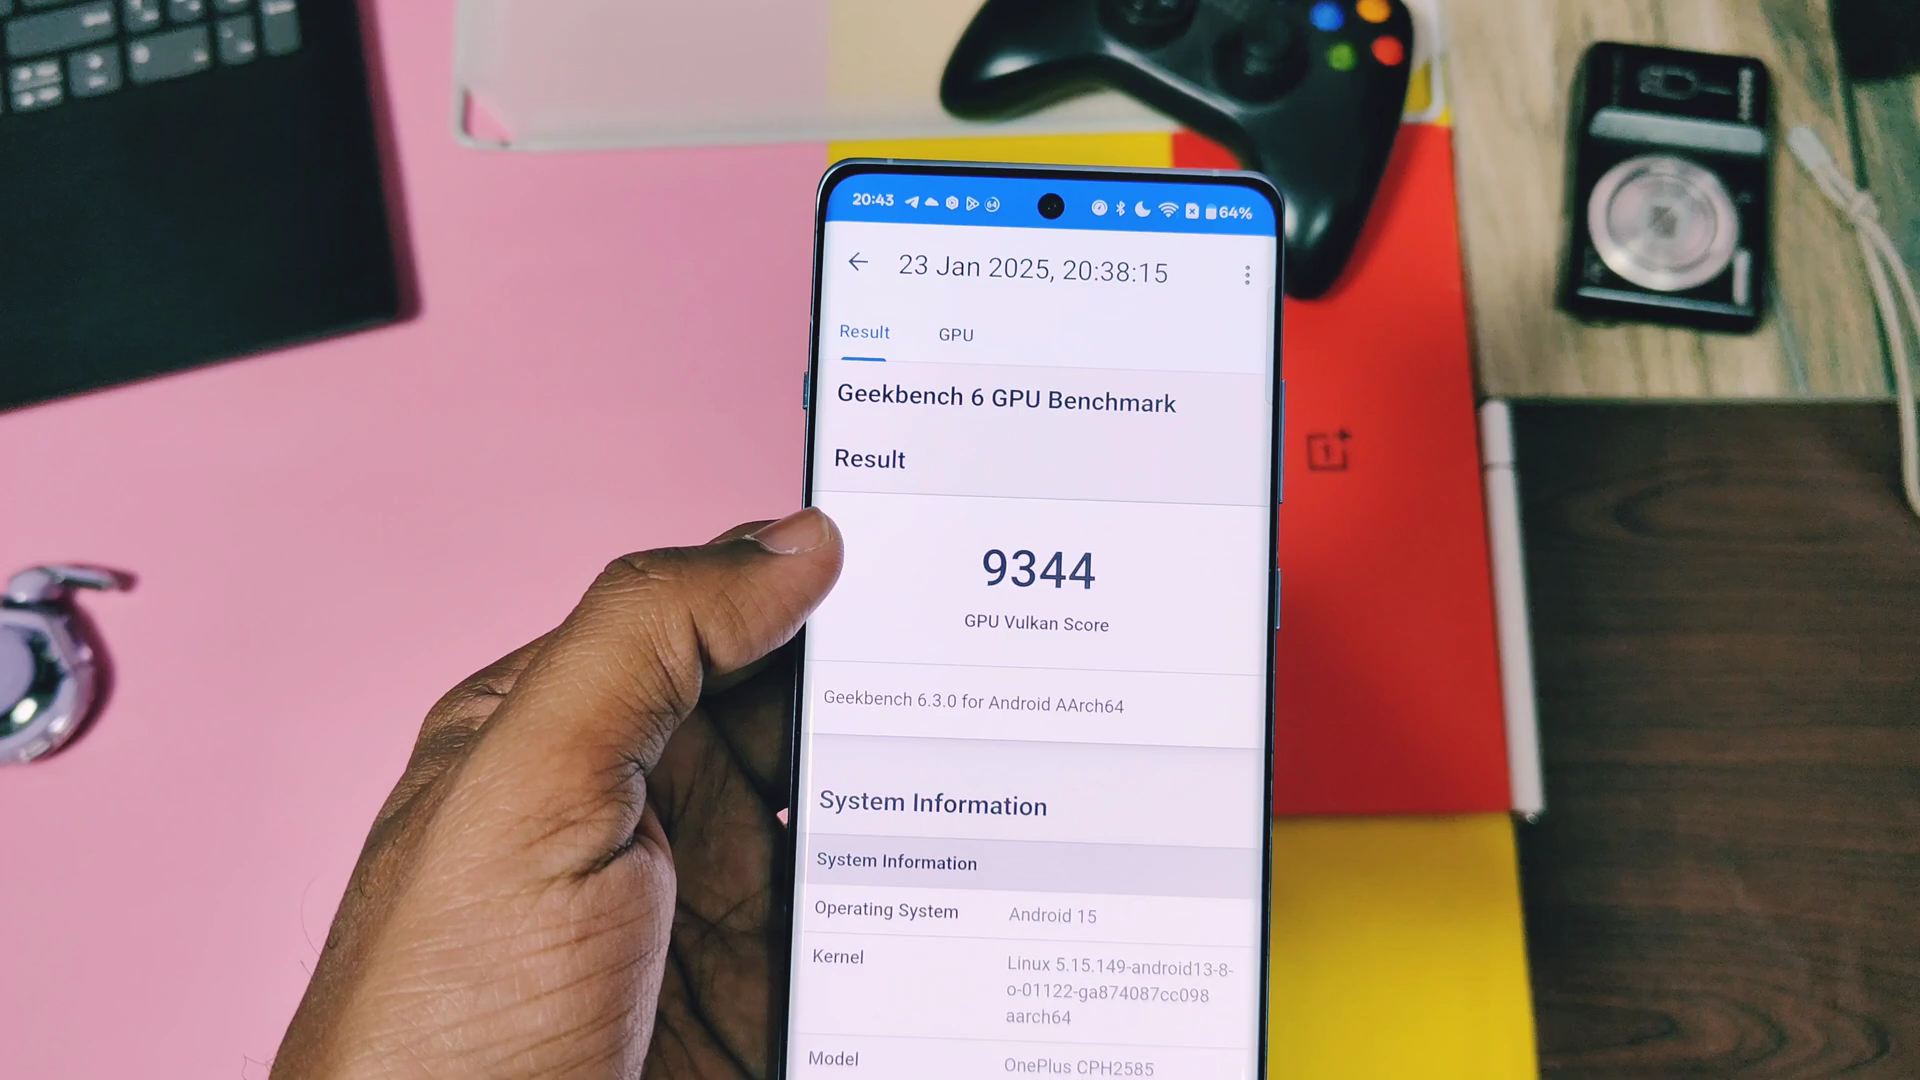 20:43
64
64%
23 Jan 2025, 20:38:15
Result
GPU
Geekbench 6 GPU Benchmark
Result
9344
GPU Vulkan Score
Geekbench 6.3.0 for Android AArch64
System Information
System Information
Operating System
Android 15
Kernel
Linux 5.15.149-android13-8-
o-01122-ga874087cc098
aarch64
Model
OnePlus CPH2585
1+